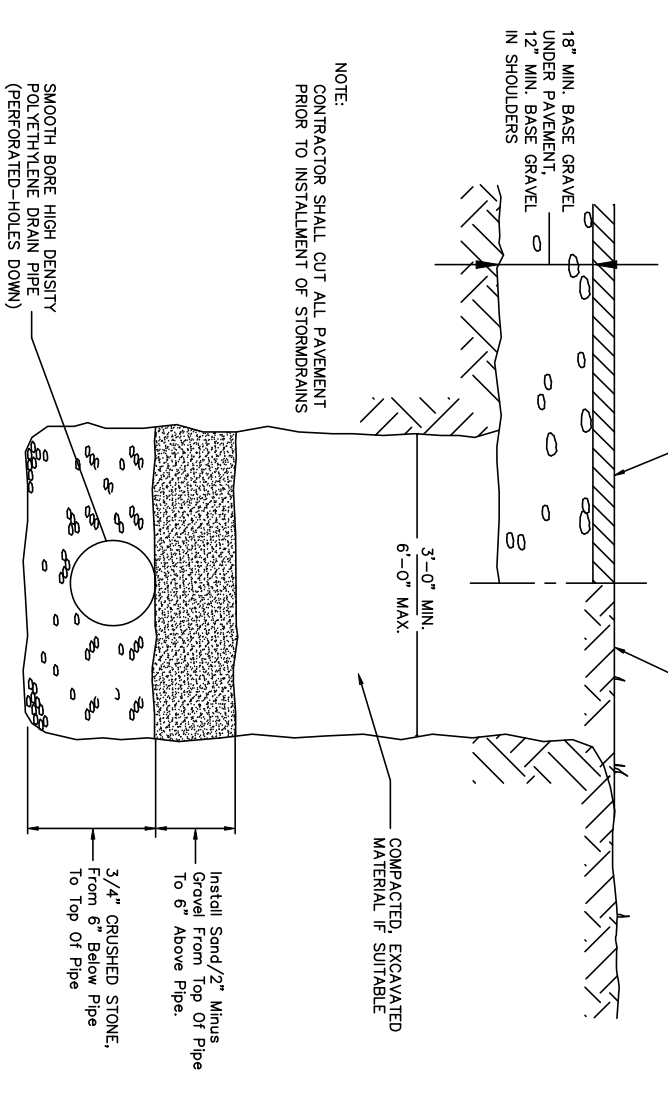 18" MIN. BASE GRAVEL
UNDER PAVEMENT,
12" MIN. BASE GRAVEL
IN SHOULDERS
NOTE:
CONTRACTOR SHALL CUT ALL PAVEMENT
PRIOR TO INSTALLMENT OF STORMDRAINS
3'-0" MIN.
6'-0" MAX.
COMPACTED, EXCAVATED
MATERIAL IF SUITABLE
Install Sand/2" Minus
Gravel From Top Of Pipe
To 6" Above Pipe.
SMOOTH BORE HIGH DENSITY
POLYETHYLENE DRAIN PIPE
(PERFORATED-HOLES DOWN)
3/4" CRUSHED STONE,
From 6" Below Pipe
To Top Of Pipe